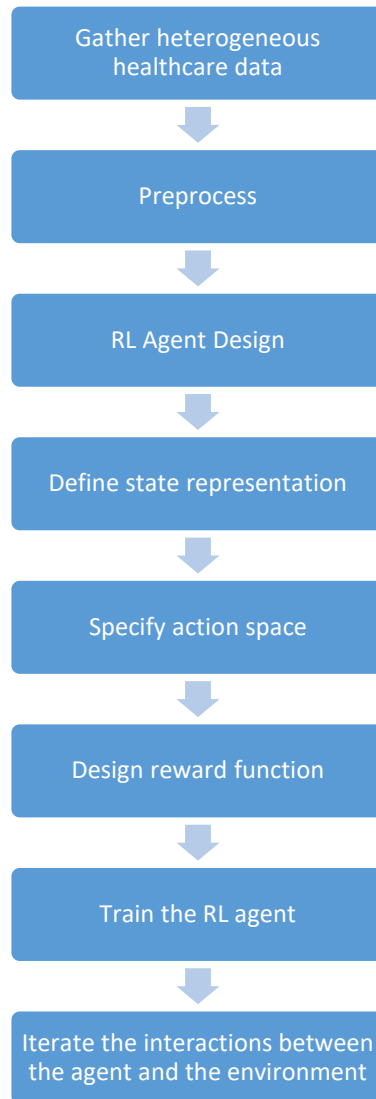 Gather heterogeneous
healthcare data
Preprocess
RL Agent Design
Define state representation
Specify action space
Design reward function
Train the RL agent
Iterate the interactions between
the agent and the environment